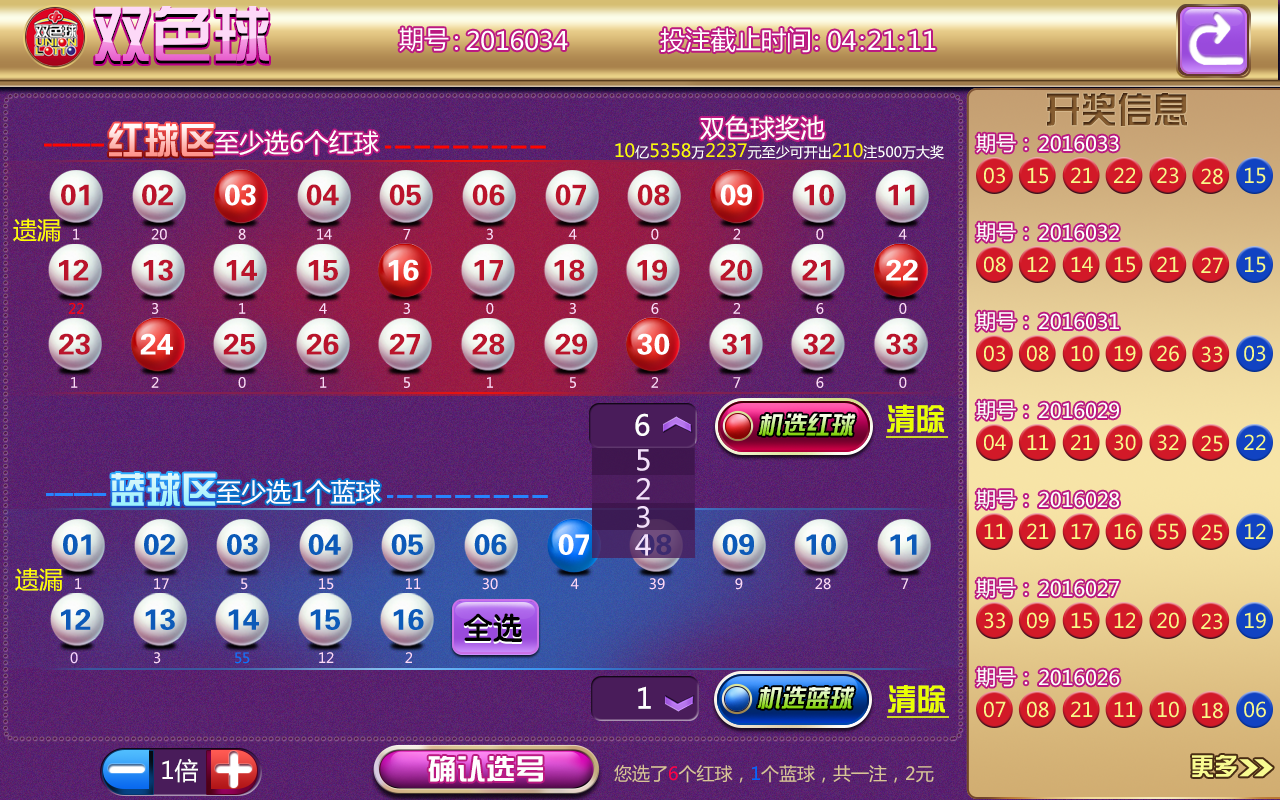 双色球 UNION LOTTO
双色球
期号:2016034
投注截止时间:04:21:11
红球区至少选6个红球
双色球奖池
10亿5358万2237元至少可开出210注500万大奖
01 02 03 04 05 06 07 08 09 10 11
遗漏 1 20 8 14 7 3 4 0 2 0 4
12 13 14 15 16 17 18 19 20 21 22
22 3 1 4 3 0 3 6 2 6 0
23 24 25 26 27 28 29 30 31 32 33
1 2 0 1 5 1 5 2 7 6 0
6
机选红球
清除
5
2
3
4
蓝球区至少选1个蓝球
01 02 03 04 05 06 07 08 09 10 11
遗漏 1 17 5 15 11 30 4 39 9 28 7
12 13 14 15 16 全选
0 3 55 12 2
1
机选蓝球
清除
1倍
确认选号
您选了6个红球，1个蓝球，共一注，2元
开奖信息
期号：2016033
03 15 21 22 23 28 15
期号：2016032
08 12 14 15 21 27 15
期号：2016031
03 08 10 19 26 33 03
期号：2016029
04 11 21 30 32 25 22
期号：2016028
11 21 17 16 55 25 12
期号：2016027
33 09 15 12 20 23 19
期号：2016026
07 08 21 11 10 18 06
更多